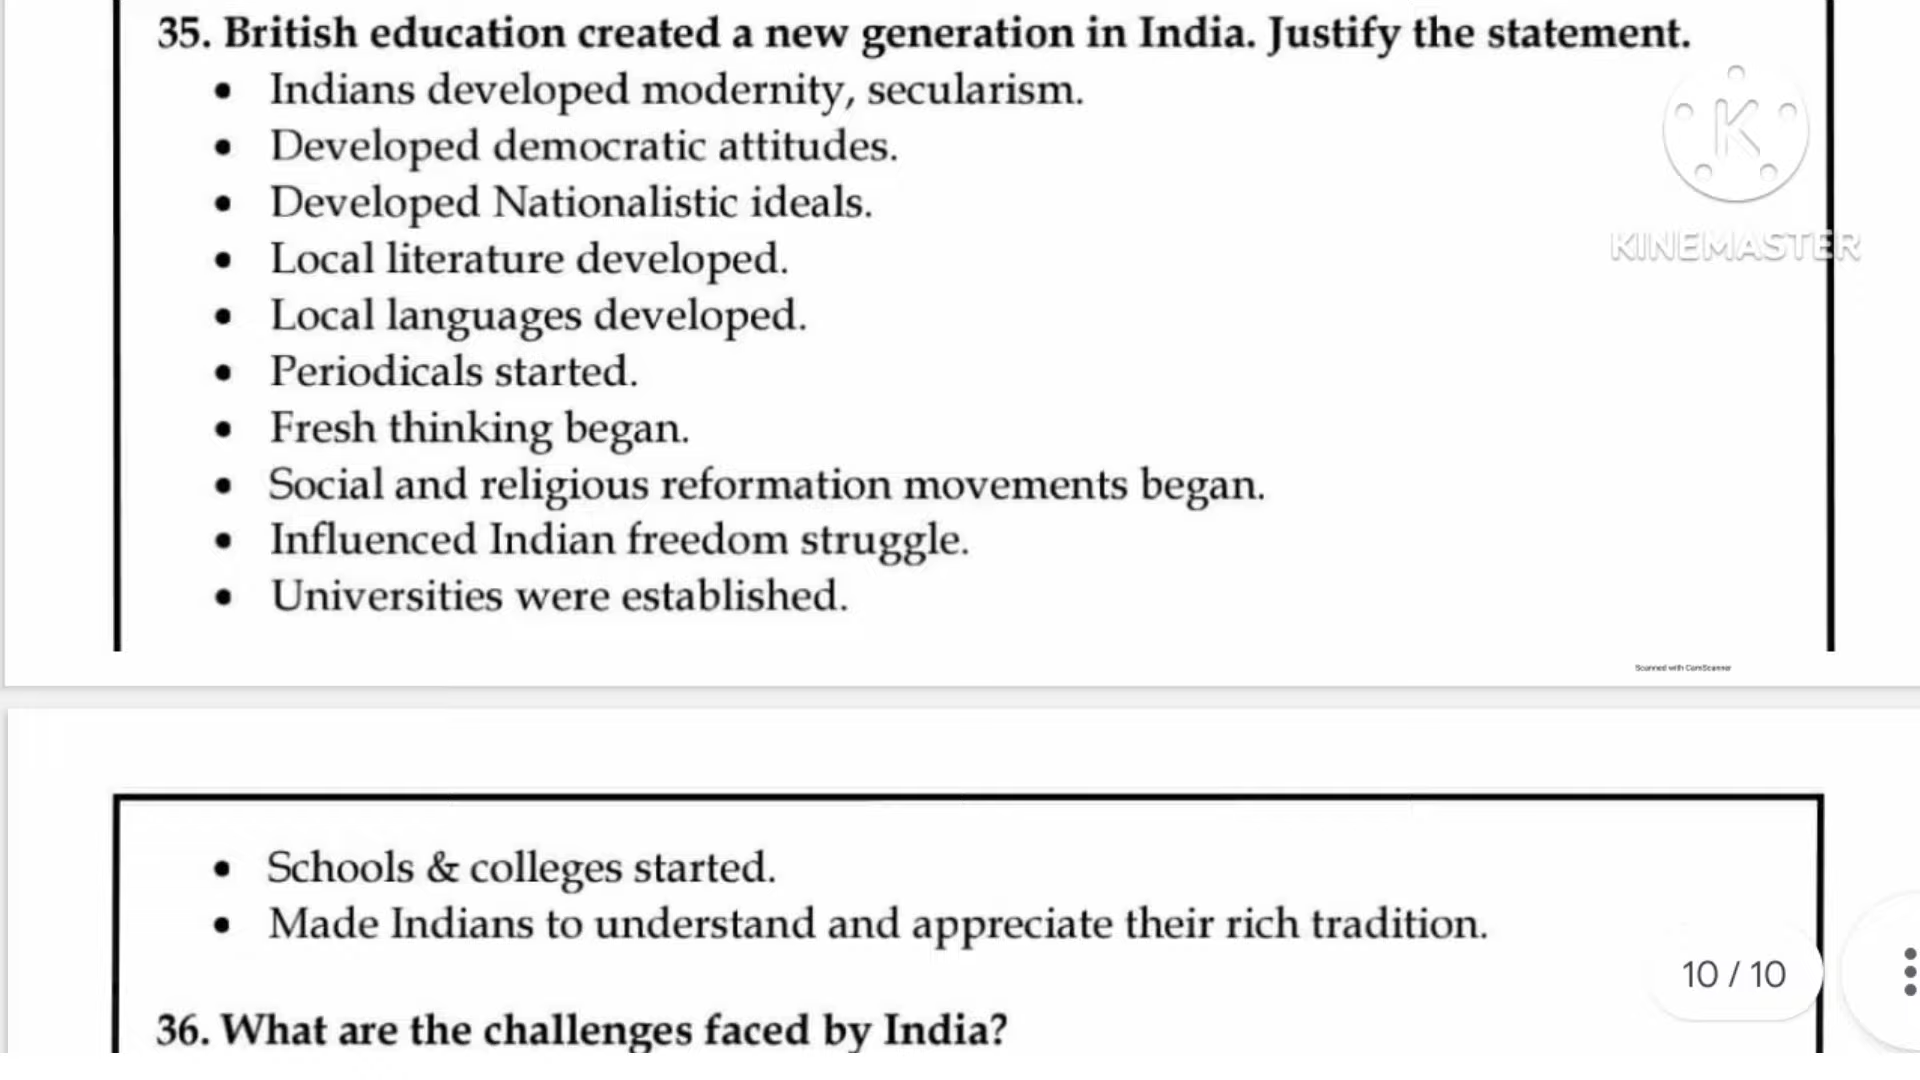 35. British education created a new generation in India. Justify the statement.
• Indians developed modernity, secularism.
• Developed democratic attitudes.
• Developed Nationalistic ideals.
• Local literature developed.
• Local languages developed.
• Periodicals started.
• Fresh thinking began.
• Social and religious reformation movements began.
• Influenced Indian freedom struggle.
• Universities were established.
K
KINEMASTER
Scanned with CamScanner
• Schools & colleges started.
• Made Indians to understand and appreciate their rich tradition.
10 / 10
36. What are the challenges faced by India?